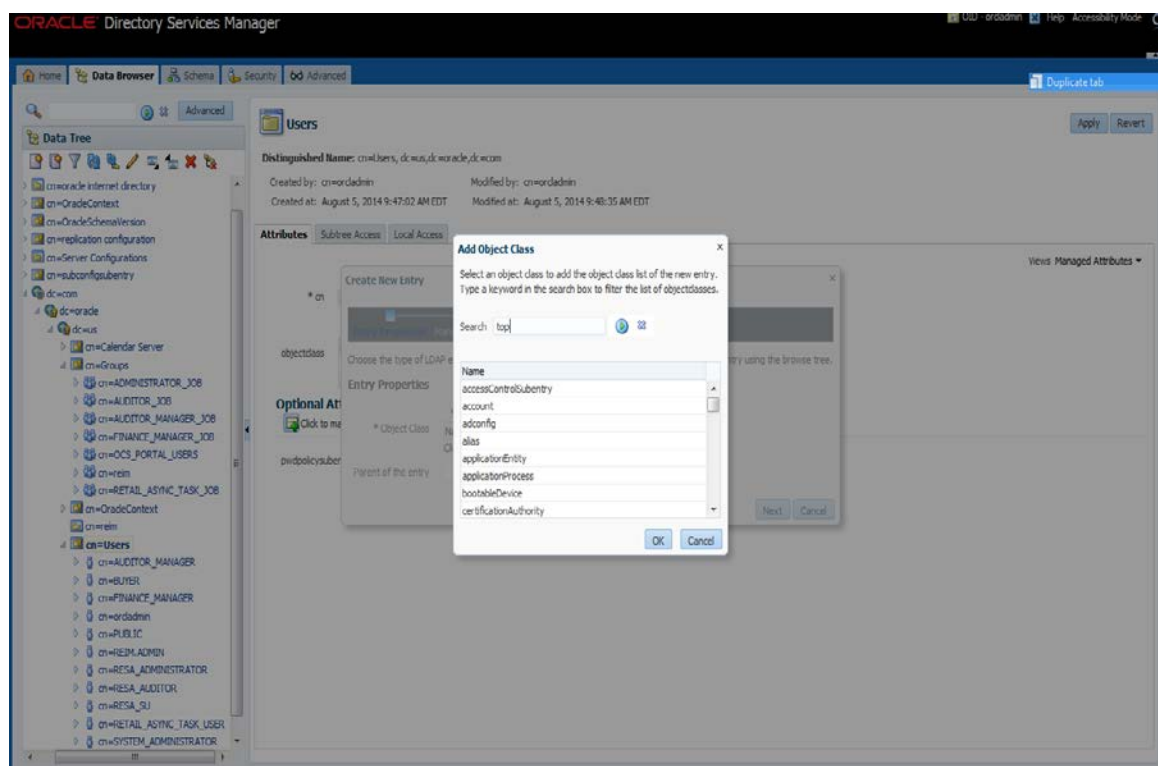 ORACLE Directory Services Manager
OID - orcladmin Help Accessibility Mode
Home Data Browser Schema Security Advanced
Duplicate tab
Advanced
Data Tree
cn=oracle internet directory
cn=OracleContext
cn=OracleSchemaVersion
cn=replication configuration
cn=Server Configurations
cn=subconfigsubentry
dc=com
dc=oracle
dc=us
cn=Calendar Server
cn=Groups
cn=ADMINISTRATOR_JOB
cn=AUDITOR_JOB
cn=AUDITOR_MANAGER_JOB
cn=FINANCE_MANAGER_JOB
cn=OCS_PORTAL_USERS
cn=reim
cn=RETAIL_ASYNC_TASK_JOB
cn=OracleContext
cn=reim
cn=Users
cn=AUDITOR_MANAGER
cn=BUYER
cn=FINANCE_MANAGER
cn=orcladmin
cn=PUBLIC
cn=REIM.ADMIN
cn=RESA_ADMINISTRATOR
cn=RESA_AUDITOR
cn=RESA_SU
cn=RETAIL_ASYNC_TASK_USER
cn=SYSTEM_ADMINISTRATOR
Users
Apply Revert
Distinguished Name: cn=Users, dc=us,dc=oracle,dc=com
Created by: cn=orcladmin Modified by: cn=orcladmin
Created at: August 5, 2014 9:47:02 AM EDT Modified at: August 5, 2014 9:48:35 AM EDT
Attributes Subtree Access Local Access
Views Managed Attributes
* cn
objectclass
Optional At
Click to ma
pwdpolicysuber
Create New Entry
Choose the type of LDAP e
try using the browse tree.
Entry Properties
* Object Class
Parent of the entry
Next Cancel
Add Object Class
Select an object class to add the object class list of the new entry.
Type a keyword in the search box to filter the list of objectclasses.
Search top
Name
accessControlSubentry
account
adconfig
alias
applicationEntity
applicationProcess
bootableDevice
certificationAuthority
OK Cancel